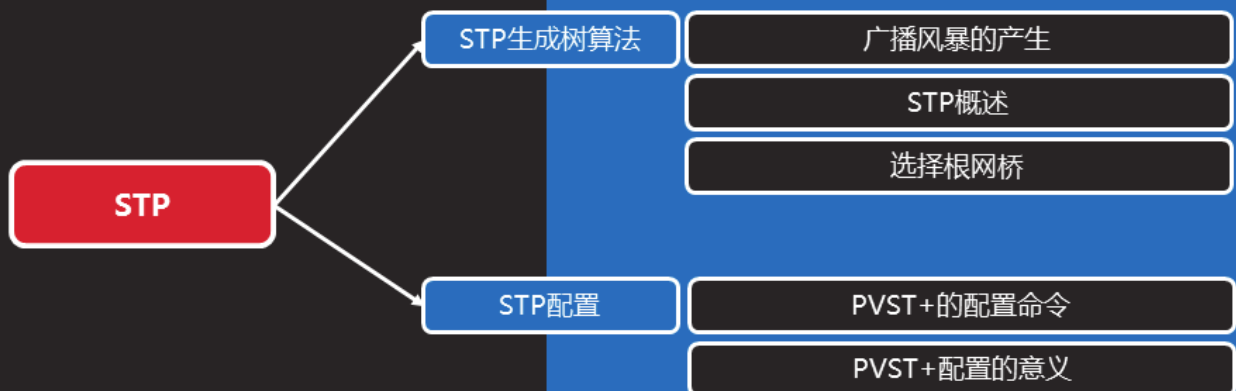 STP
STP生成树算法
广播风暴的产生
STP概述
选择根网桥
STP配置
PVST+的配置命令
PVST+配置的意义